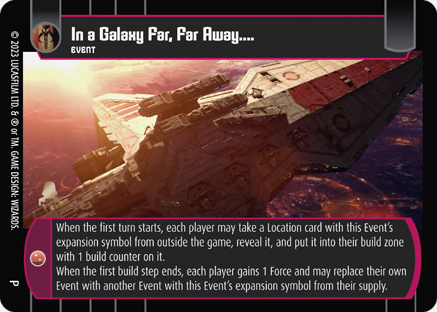 In a Galaxy Far, Far Away....
EVENT
When the first turn starts, each player may take a Location card with this Event's
expansion symbol from outside the game, reveal it, and put it into their build zone
with 1 build counter on it.
When the first build step ends, each player gains 1 Force and may replace their own
Event with another Event with this Event's expansion symbol from their supply.
© 2023 LUCASFILM LTD. & ® or TM. GAME DESIGN: WIZARDS.
P